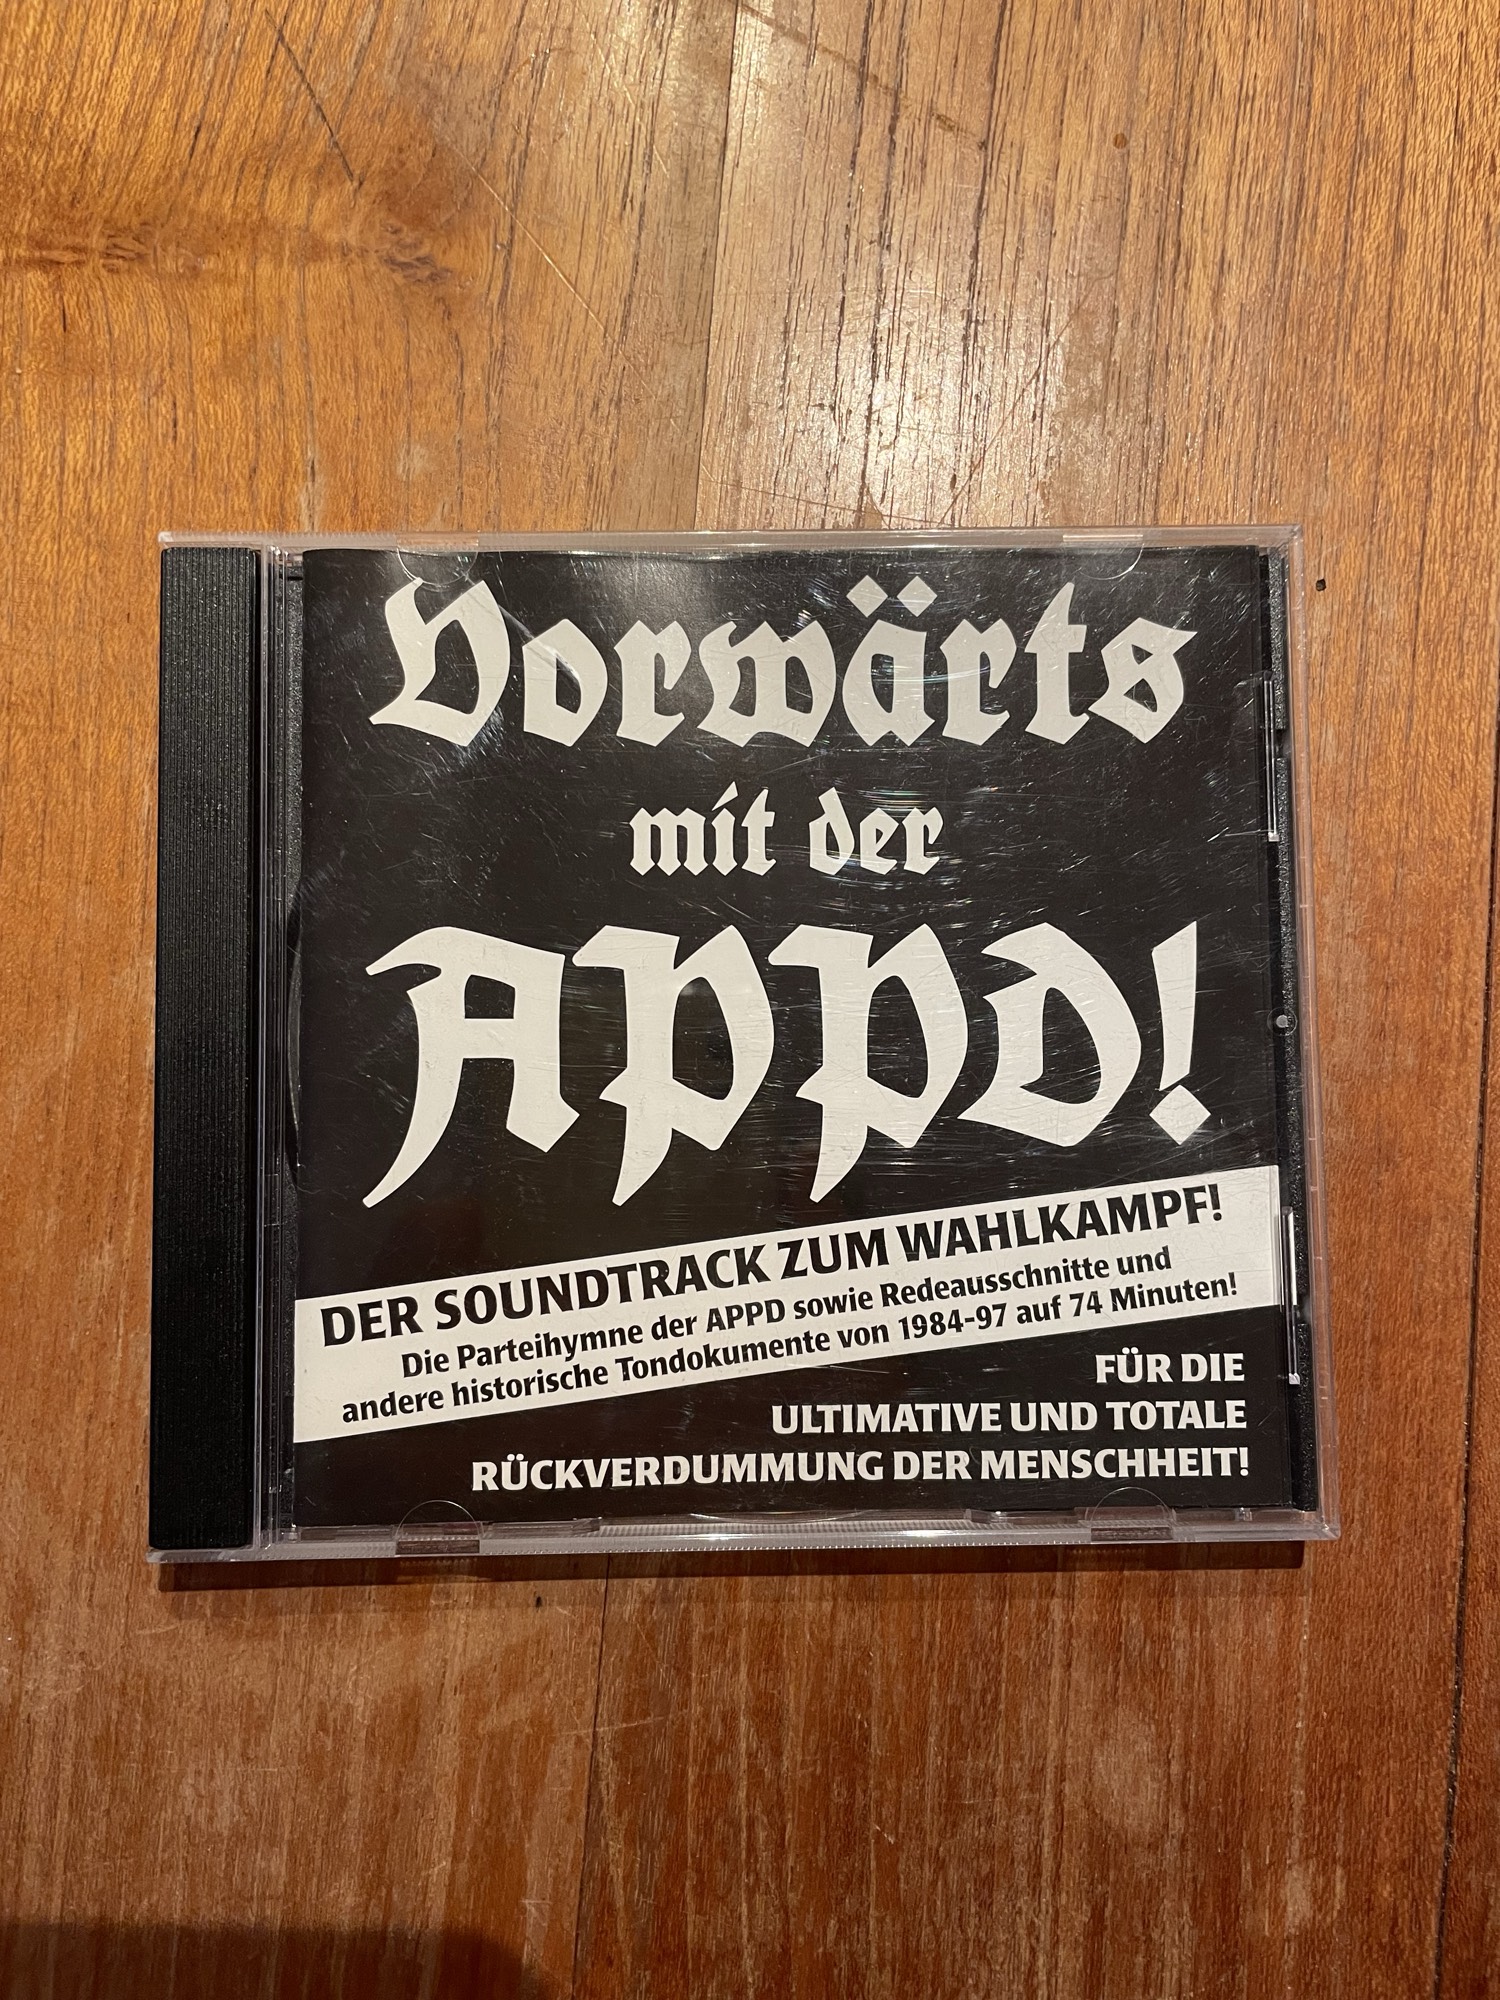 Vorwärts
mit der
APPD!
DER SOUNDTRACK ZUM WAHLKAMPF!
Die Parteihymne der APPD sowie Redeausschnitte und
andere historische Tondokumente von 1984-97 auf 74 Minuten!
FÜR DIE
ULTIMATIVE UND TOTALE
RÜCKVERDUMMUNG DER MENSCHHEIT!